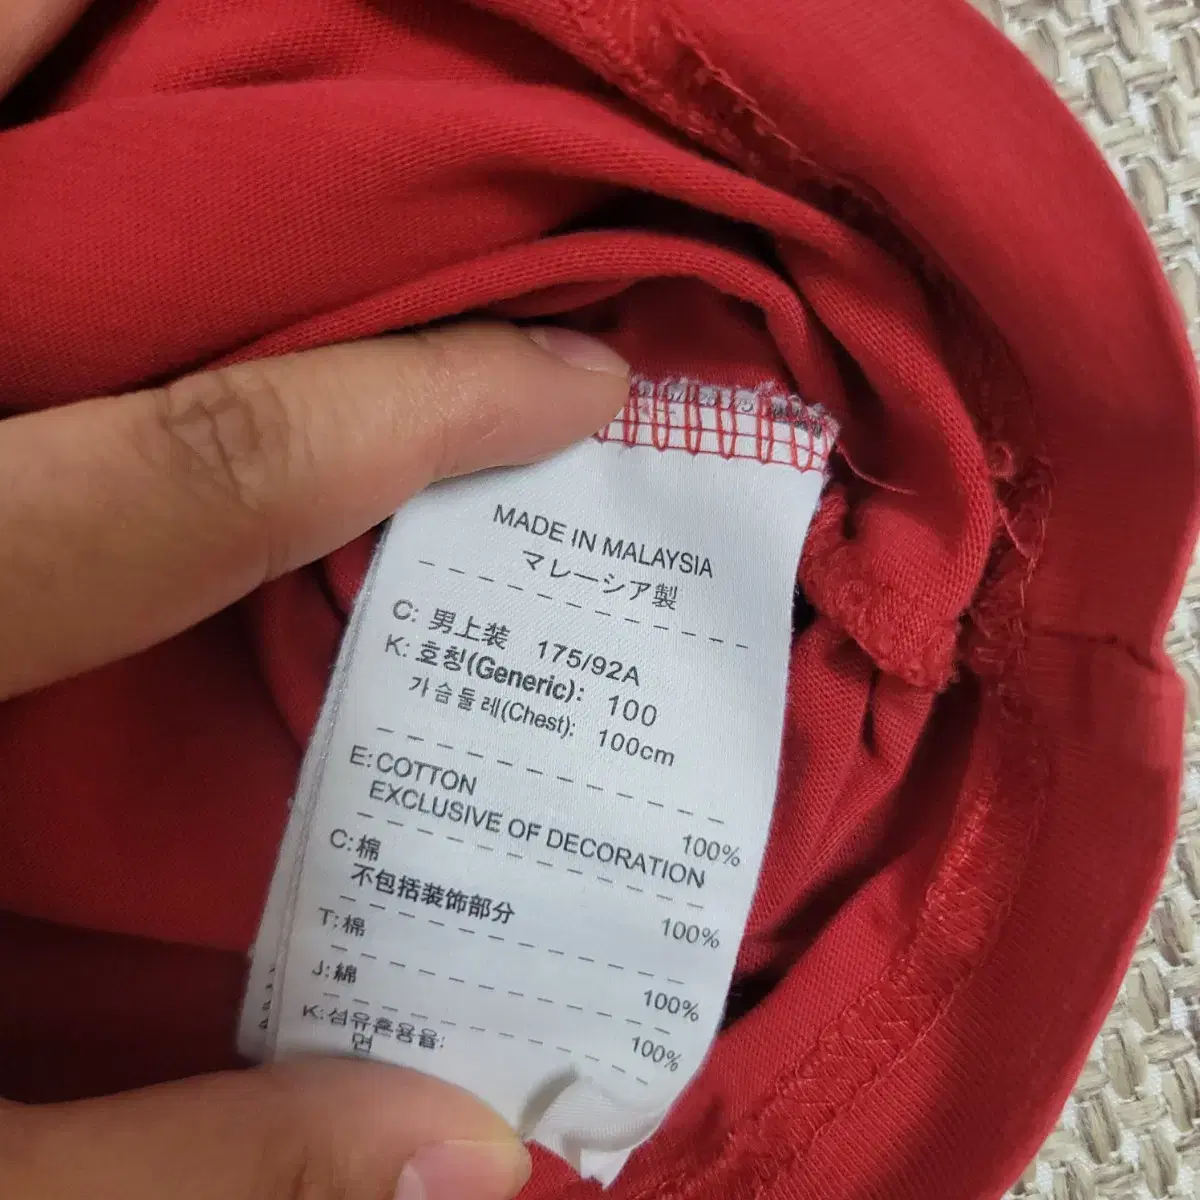 MADE IN MALAYSIA
マレーシア製
C: 男上装 175/92A
K: 호칭(Generic): 100
가슴둘레(Chest): 100cm
E: COTTON 100%
EXCLUSIVE OF DECORATION
C: 棉 100%
不包括装饰部分
T: 棉 100%
J: 綿 100%
K: 섬유혼용율:
면